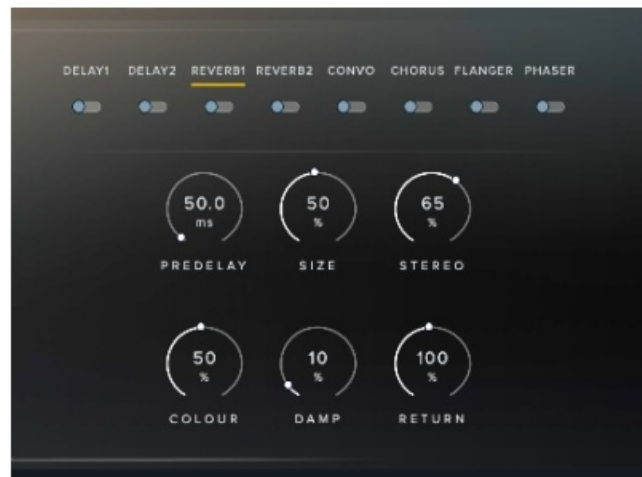 DELAY1 DELAY2 REVERB1 REVERB2 CONVO CHORUS FLANGER PHASER
50.0 50 65
ms % %
PREDELAY SIZE STEREO
50 10 100
% % %
COLOUR DAMP RETURN